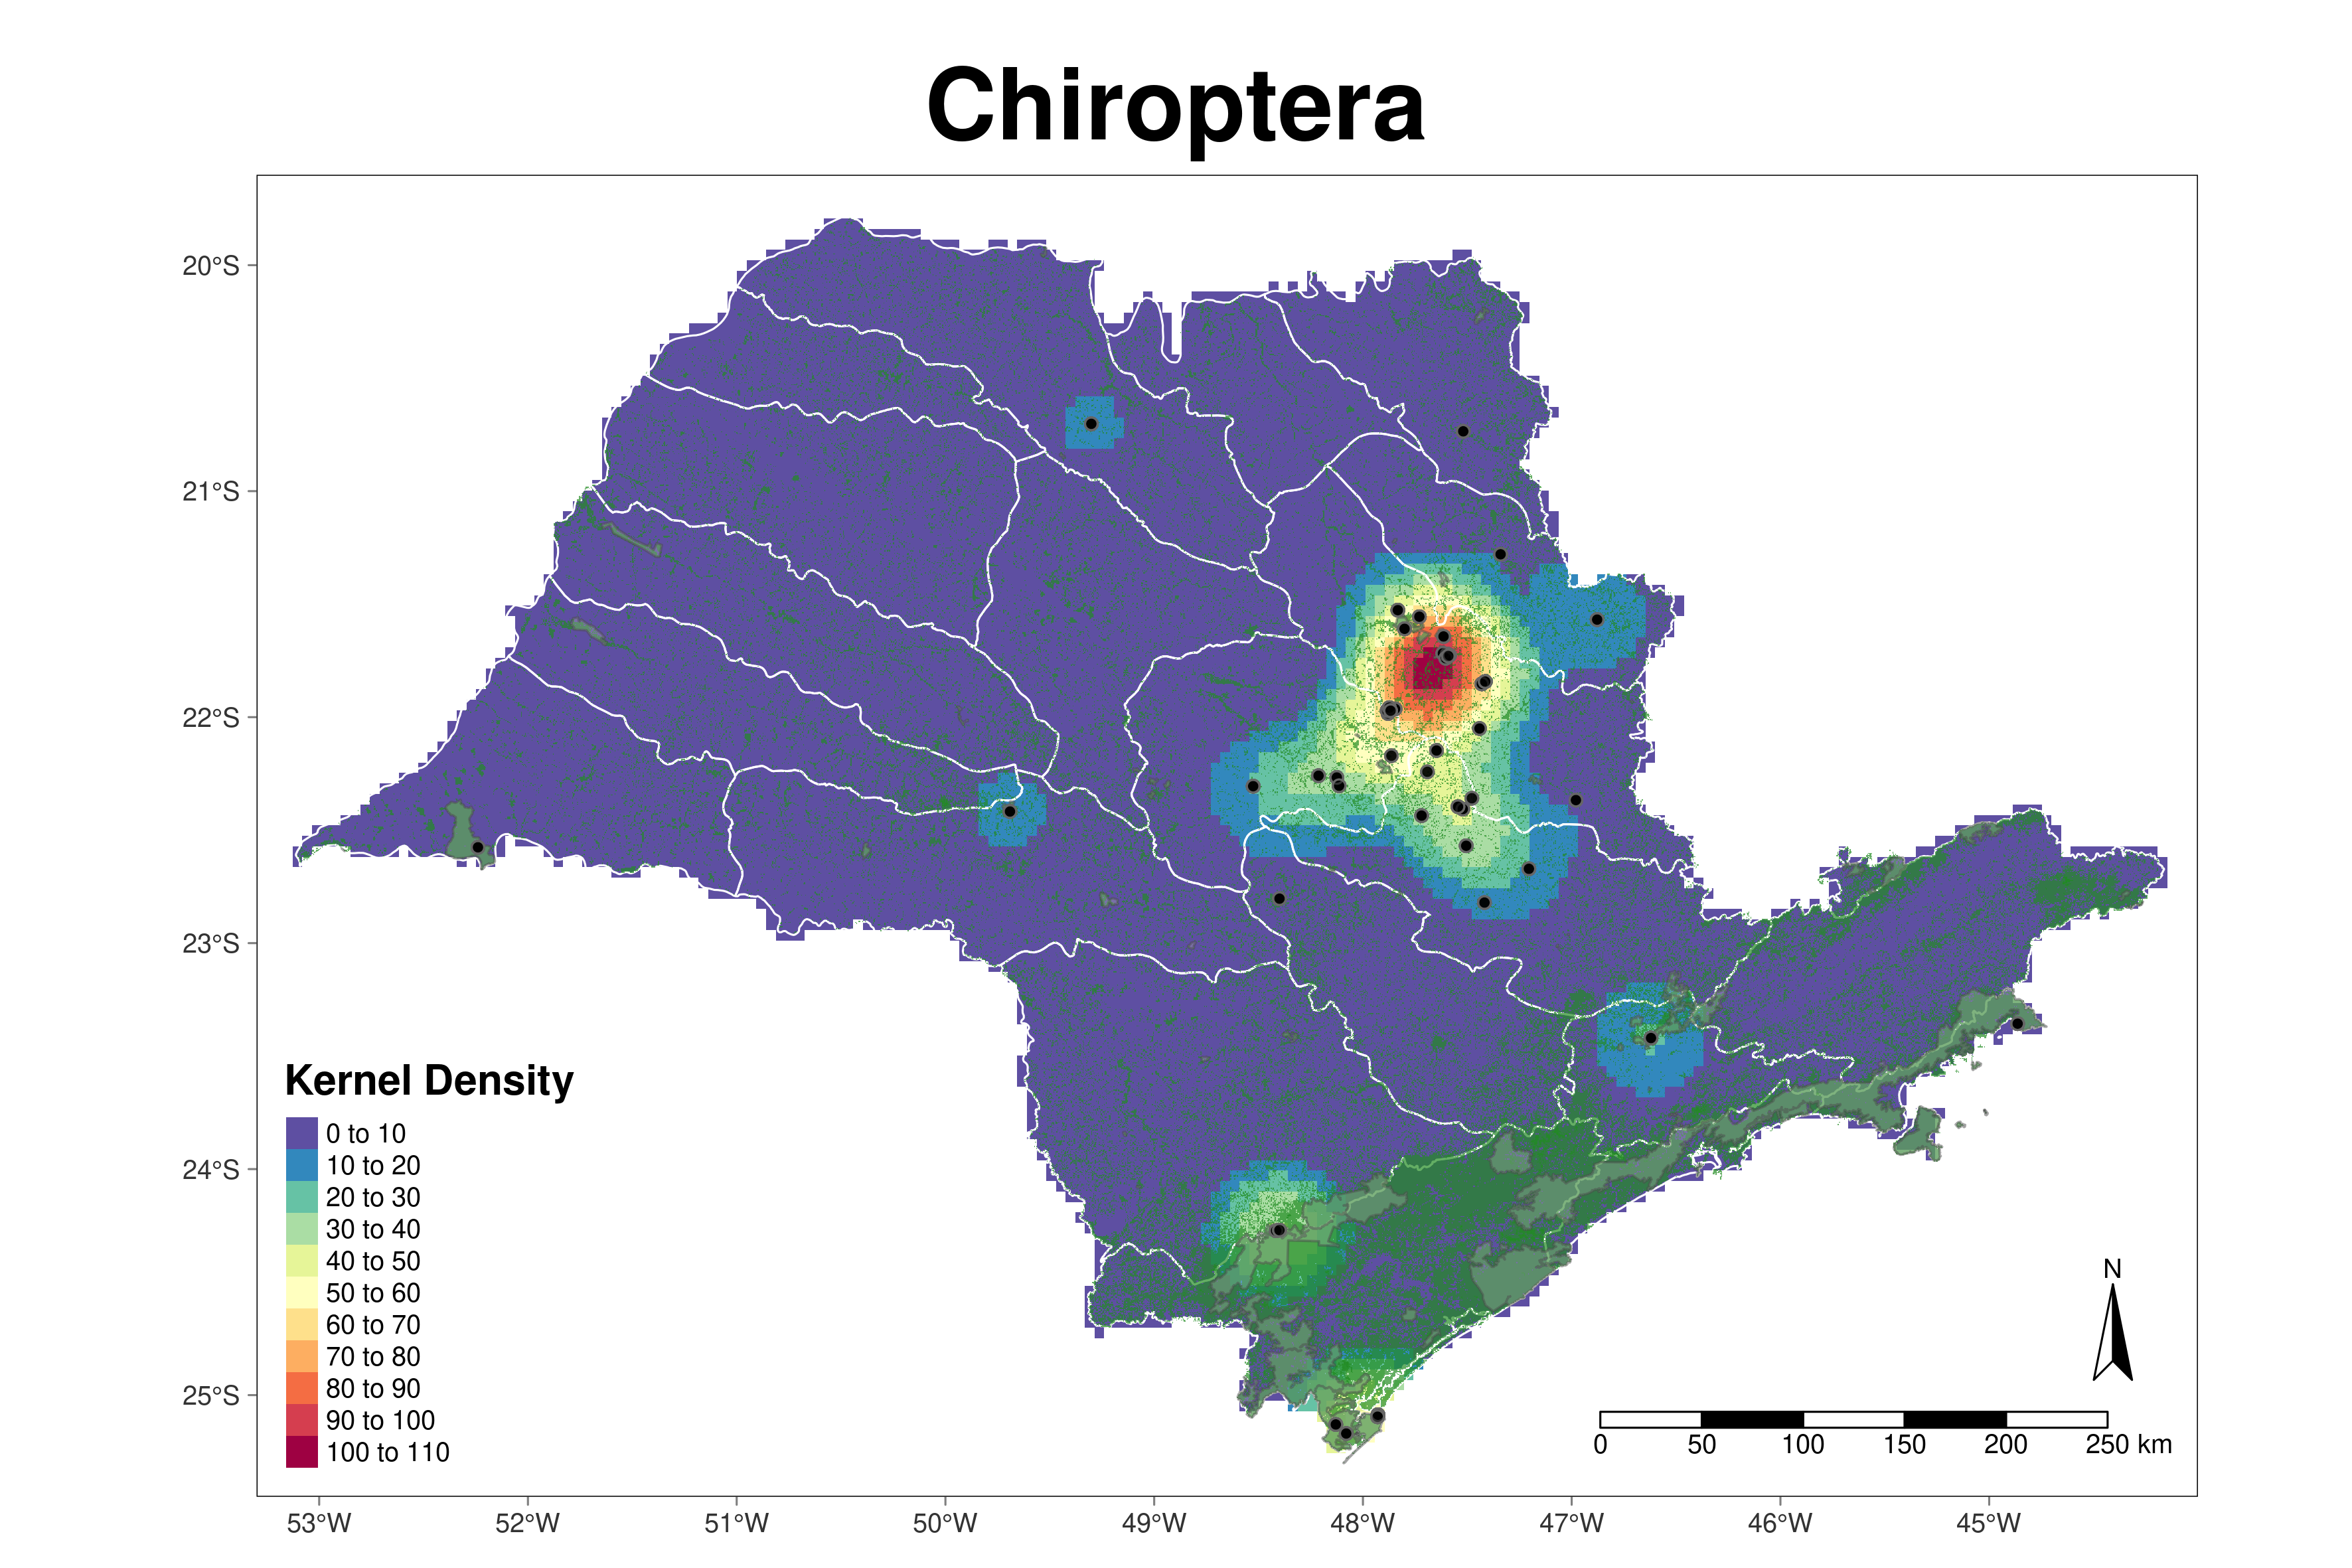 Chiroptera
20°S
21°S
22°S
23°S
24°S
25°S
Kernel Density
0 to 10
10 to 20
20 to 30
30 to 40
40 to 50
50 to 60
60 to 70
70 to 80
80 to 90
90 to 100
100 to 110
N
0 50 100 150 200 250 km
53°W 52°W 51°W 50°W 49°W 48°W 47°W 46°W 45°W